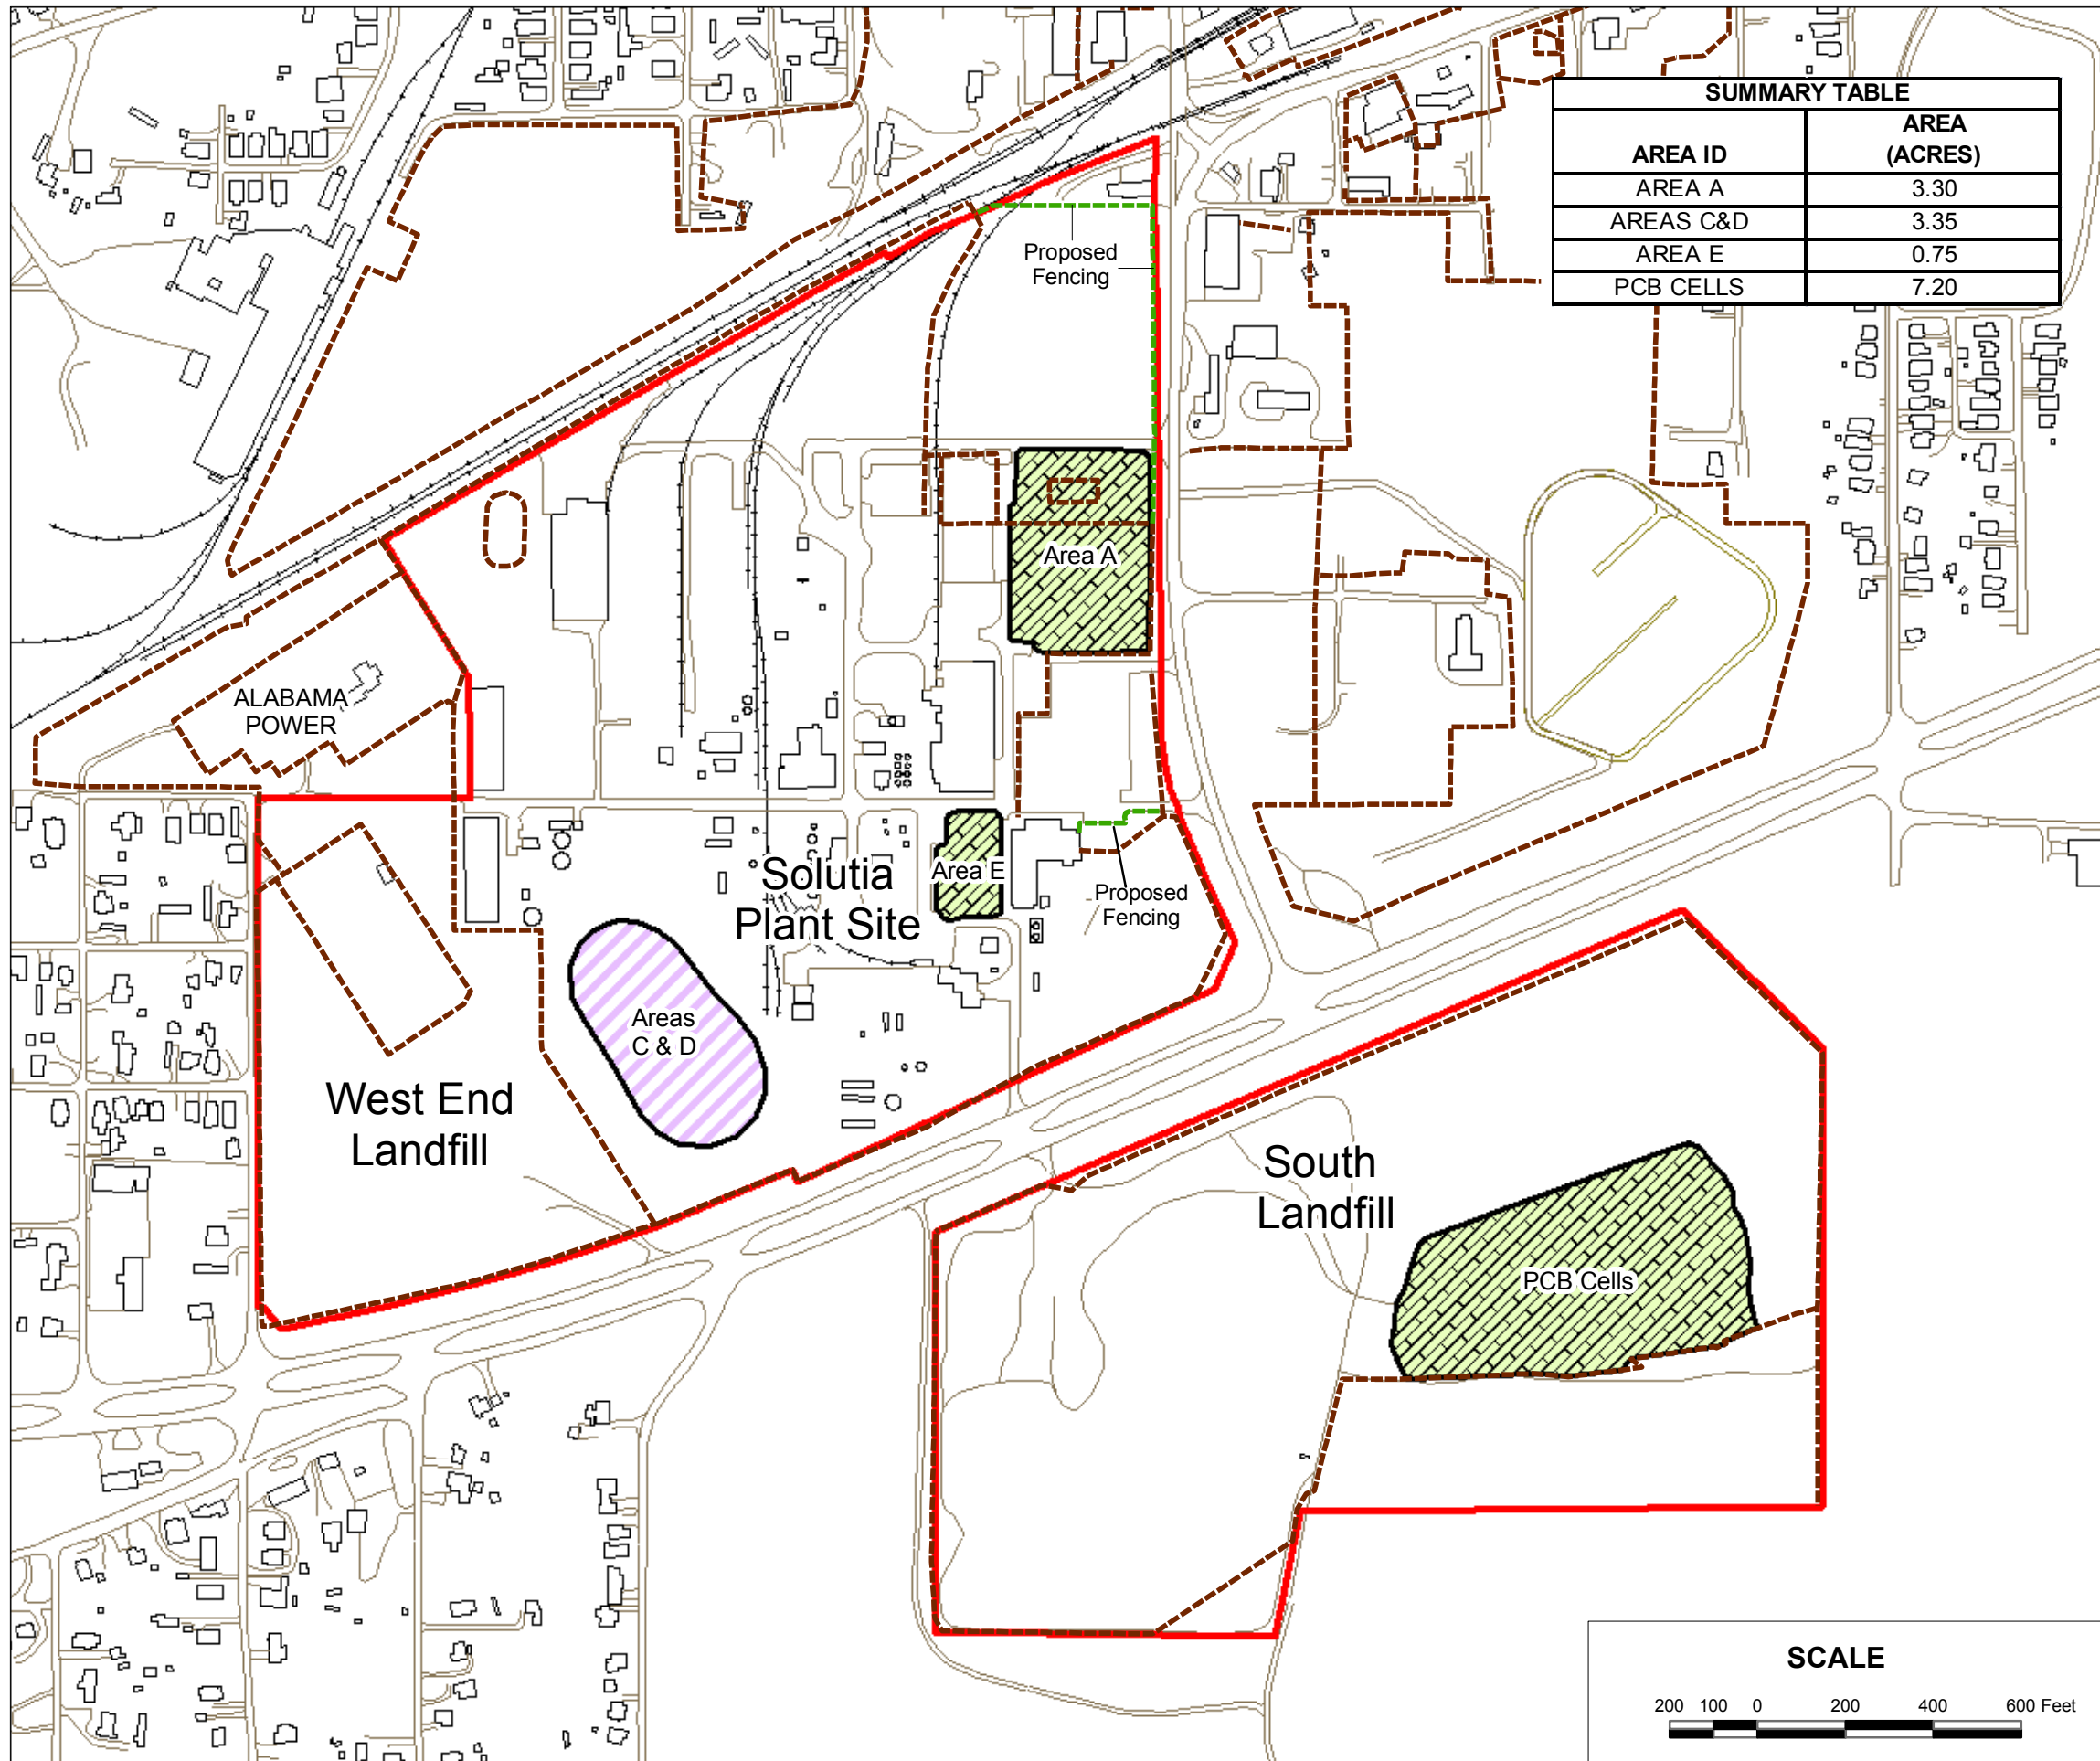 SUMMARY TABLE
AREA ID
AREA
(ACRES)
AREA A 3.30
AREAS C&D 3.35
AREA E 0.75
PCB CELLS 7.20
Proposed
Fencing
Area A
ALABAMA
POWER
Solutia
Plant Site
Area E
Proposed
Fencing
Areas
C & D
West End
Landfill
South
Landfill
PCB Cells
SCALE
200 100 0 200 400 600 Feet